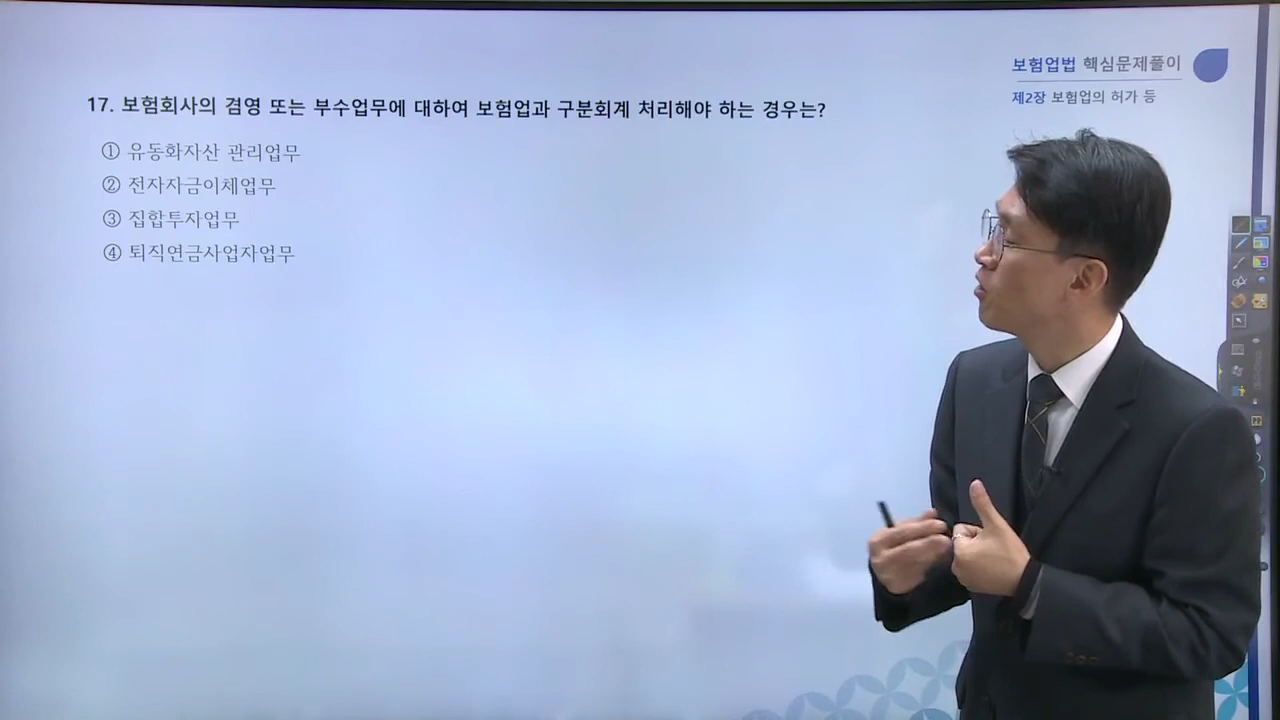 보험업법 핵심문제풀이
제2장 보험업의 허가 등
17. 보험회사의 겸영 또는 부수업무에 대하여 보험업과 구분회계 처리해야 하는 경우는?
① 유동화자산 관리업무
② 전자자금이체업무
③ 집합투자업무
④ 퇴직연금사업자업무